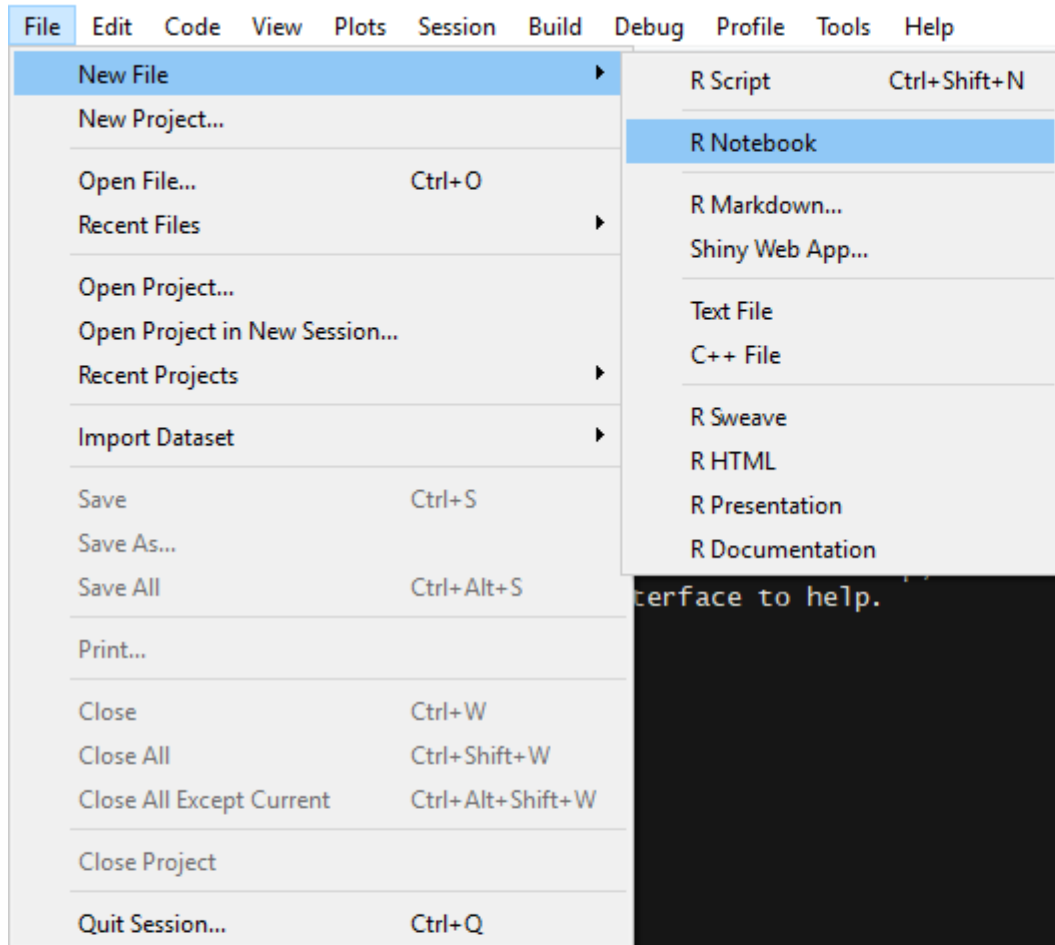 File Edit Code View Plots Session Build Debug Profile Tools Help
New File
New Project...
Open File... Ctrl+O
Recent Files
Open Project...
Open Project in New Session...
Recent Projects
Import Dataset
Save Ctrl+S
Save As...
Save All Ctrl+Alt+S
Print...
Close Ctrl+W
Close All Ctrl+Shift+W
Close All Except Current Ctrl+Alt+Shift+W
Close Project
Quit Session... Ctrl+Q
R Script Ctrl+Shift+N
R Notebook
R Markdown...
Shiny Web App...
Text File
C++ File
R Sweave
R HTML
R Presentation
R Documentation
terface to help.